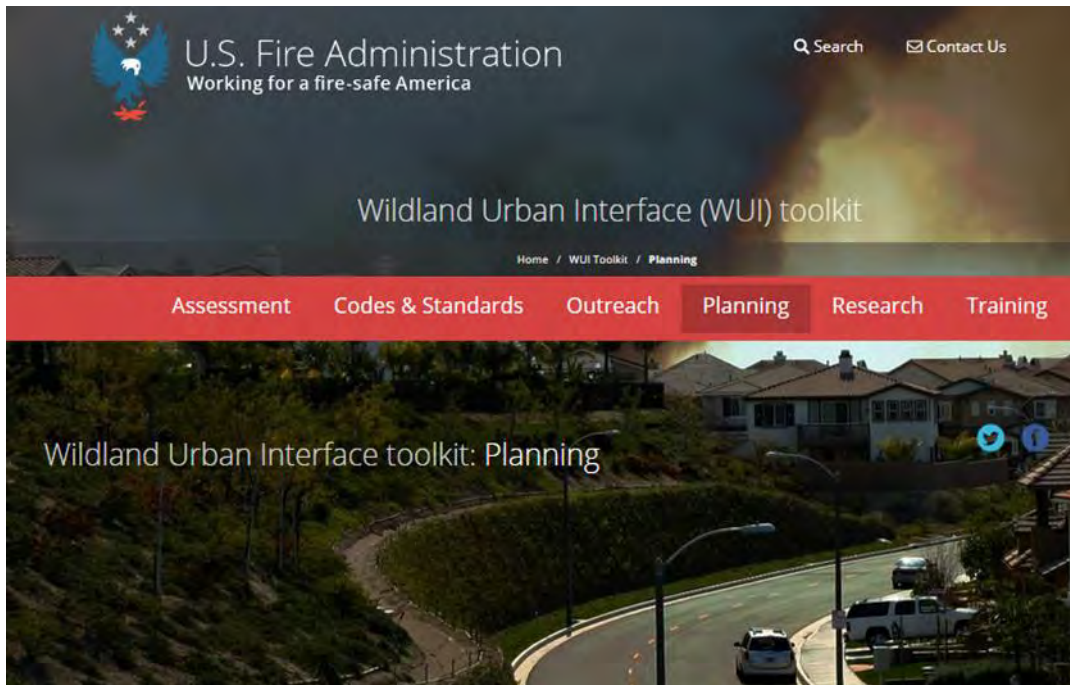 U.S. Fire Administration
Working for a fire-safe America
Search
Contact Us
Wildland Urban Interface (WUI) toolkit
Home / WUI Toolkit / Planning
Assessment
Codes & Standards
Outreach
Planning
Research
Training
Wildland Urban Interface toolkit: Planning